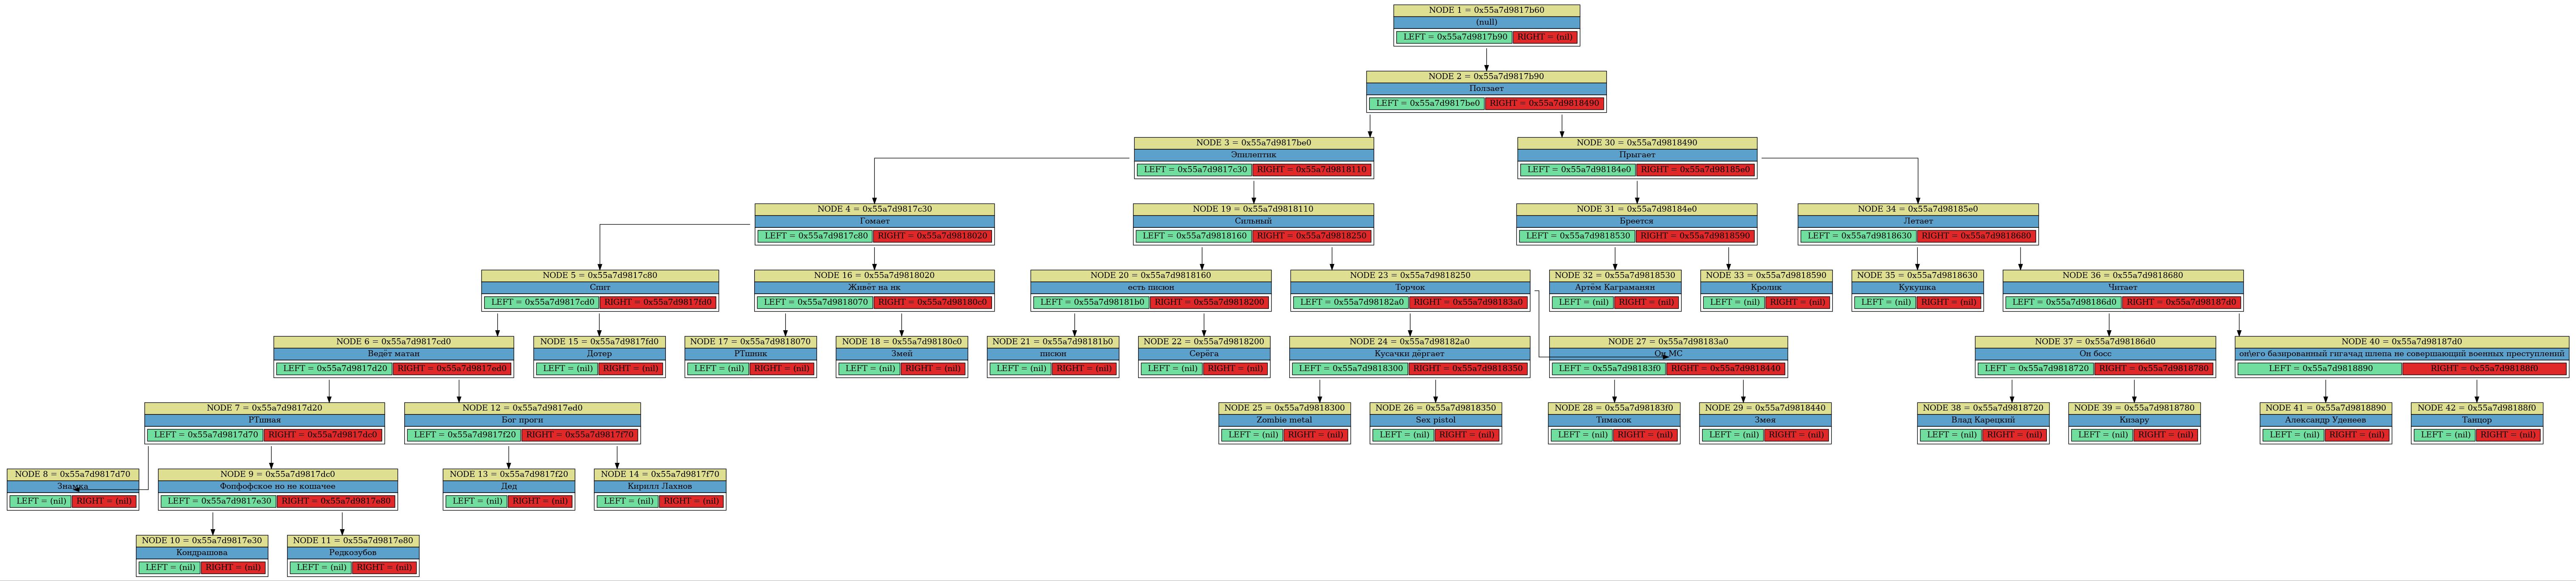 NODE 1 = 0x55a7d9817b60
(null)
LEFT = 0x55a7d9817b90 RIGHT = (nil)
NODE 2 = 0x55a7d9817b90
Ползает
LEFT = 0x55a7d9817be0 RIGHT = 0x55a7d9818490
NODE 3 = 0x55a7d9817be0
Эпилептик
LEFT = 0x55a7d9817c30 RIGHT = 0x55a7d9818110
NODE 30 = 0x55a7d9818490
Прыгает
LEFT = 0x55a7d98184e0 RIGHT = 0x55a7d98185e0
NODE 4 = 0x55a7d9817c30
Гомает
LEFT = 0x55a7d9817c80 RIGHT = 0x55a7d9818020
NODE 19 = 0x55a7d9818110
Сильный
LEFT = 0x55a7d9818160 RIGHT = 0x55a7d9818250
NODE 31 = 0x55a7d98184e0
Бреется
LEFT = 0x55a7d9818530 RIGHT = 0x55a7d9818590
NODE 34 = 0x55a7d98185e0
Летает
LEFT = 0x55a7d9818630 RIGHT = 0x55a7d9818680
NODE 5 = 0x55a7d9817c80
Спит
LEFT = 0x55a7d9817cd0 RIGHT = 0x55a7d9817fd0
NODE 16 = 0x55a7d9818020
Живёт на нк
LEFT = 0x55a7d9818070 RIGHT = 0x55a7d98180c0
NODE 20 = 0x55a7d9818160
есть писюн
LEFT = 0x55a7d98181b0 RIGHT = 0x55a7d9818200
NODE 23 = 0x55a7d9818250
Торчок
LEFT = 0x55a7d98182a0 RIGHT = 0x55a7d98183a0
NODE 32 = 0x55a7d9818530
Артём Каграманян
LEFT = (nil) RIGHT = (nil)
NODE 33 = 0x55a7d9818590
Кролик
LEFT = (nil) RIGHT = (nil)
NODE 35 = 0x55a7d9818630
Кукушка
LEFT = (nil) RIGHT = (nil)
NODE 36 = 0x55a7d9818680
Читает
LEFT = 0x55a7d98186d0 RIGHT = 0x55a7d98187d0
NODE 6 = 0x55a7d9817cd0
Ведёт матан
LEFT = 0x55a7d9817d20 RIGHT = 0x55a7d9817ed0
NODE 15 = 0x55a7d9817fd0
Дотер
LEFT = (nil) RIGHT = (nil)
NODE 17 = 0x55a7d9818070
РТшник
LEFT = (nil) RIGHT = (nil)
NODE 18 = 0x55a7d98180c0
Змей
LEFT = (nil) RIGHT = (nil)
NODE 21 = 0x55a7d98181b0
писюн
LEFT = (nil) RIGHT = (nil)
NODE 22 = 0x55a7d9818200
Серёга
LEFT = (nil) RIGHT = (nil)
NODE 24 = 0x55a7d98182a0
Кусачки дёргает
LEFT = 0x55a7d9818300 RIGHT = 0x55a7d9818350
NODE 27 = 0x55a7d98183a0
Он МС
LEFT = 0x55a7d98183f0 RIGHT = 0x55a7d9818440
NODE 37 = 0x55a7d98186d0
Он босс
LEFT = 0x55a7d9818720 RIGHT = 0x55a7d9818780
NODE 40 = 0x55a7d98187d0
он\его базированный гигачад шлепа не совершающий военных преступлений
LEFT = 0x55a7d9818890 RIGHT = 0x55a7d98188f0
NODE 7 = 0x55a7d9817d20
РТшная
LEFT = 0x55a7d9817d70 RIGHT = 0x55a7d9817dc0
NODE 12 = 0x55a7d9817ed0
Бог проги
LEFT = 0x55a7d9817f20 RIGHT = 0x55a7d9817f70
NODE 25 = 0x55a7d9818300
Zombie metal
LEFT = (nil) RIGHT = (nil)
NODE 26 = 0x55a7d9818350
Sex pistol
LEFT = (nil) RIGHT = (nil)
NODE 28 = 0x55a7d98183f0
Тимасок
LEFT = (nil) RIGHT = (nil)
NODE 29 = 0x55a7d9818440
Змея
LEFT = (nil) RIGHT = (nil)
NODE 38 = 0x55a7d9818720
Влад Карецкий
LEFT = (nil) RIGHT = (nil)
NODE 39 = 0x55a7d9818780
Кизару
LEFT = (nil) RIGHT = (nil)
NODE 41 = 0x55a7d9818890
Александр Уденеев
LEFT = (nil) RIGHT = (nil)
NODE 42 = 0x55a7d98188f0
Танцор
LEFT = (nil) RIGHT = (nil)
NODE 8 = 0x55a7d9817d70
Знамка
LEFT = (nil) RIGHT = (nil)
NODE 9 = 0x55a7d9817dc0
Фопфофское но не кошачее
LEFT = 0x55a7d9817e30 RIGHT = 0x55a7d9817e80
NODE 13 = 0x55a7d9817f20
Дед
LEFT = (nil) RIGHT = (nil)
NODE 14 = 0x55a7d9817f70
Кирилл Лахнов
LEFT = (nil) RIGHT = (nil)
NODE 10 = 0x55a7d9817e30
Кондрашова
LEFT = (nil) RIGHT = (nil)
NODE 11 = 0x55a7d9817e80
Редкозубов
LEFT = (nil) RIGHT = (nil)